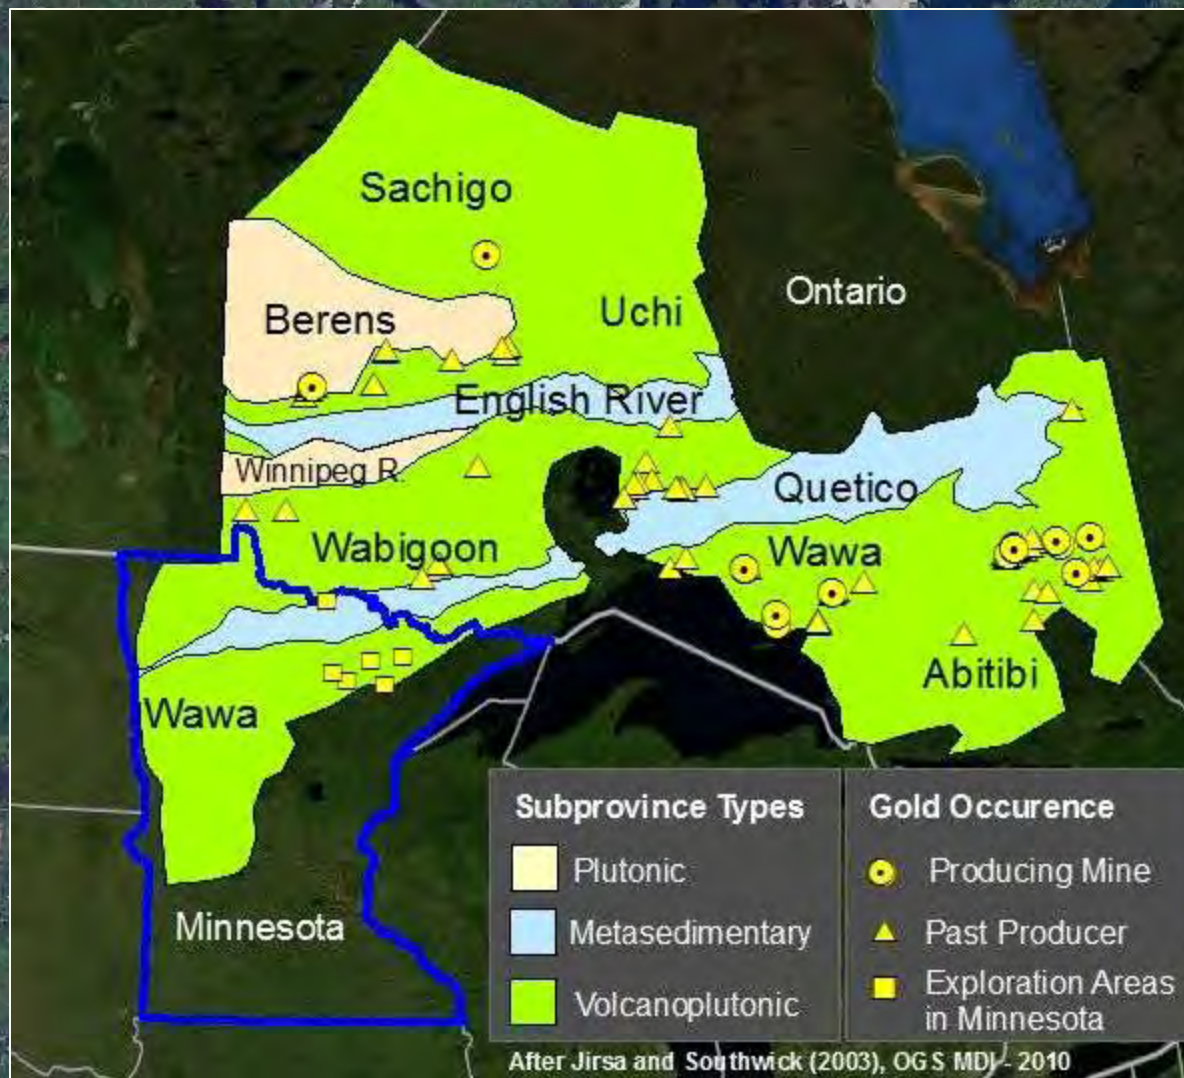 Sachigo
Ontario
Uchi
Berens
English River
Winnipeg R.
Quetico
Wabigoon
Wawa
Abitibi
Wawa
Minnesota
Subprovince Types
Plutonic
Metasedimentary
Volcanoplutonic
Gold Occurence
Producing Mine
Past Producer
Exploration Areas
in Minnesota
After Jirsa and Southwick (2003), OGS MDI - 2010